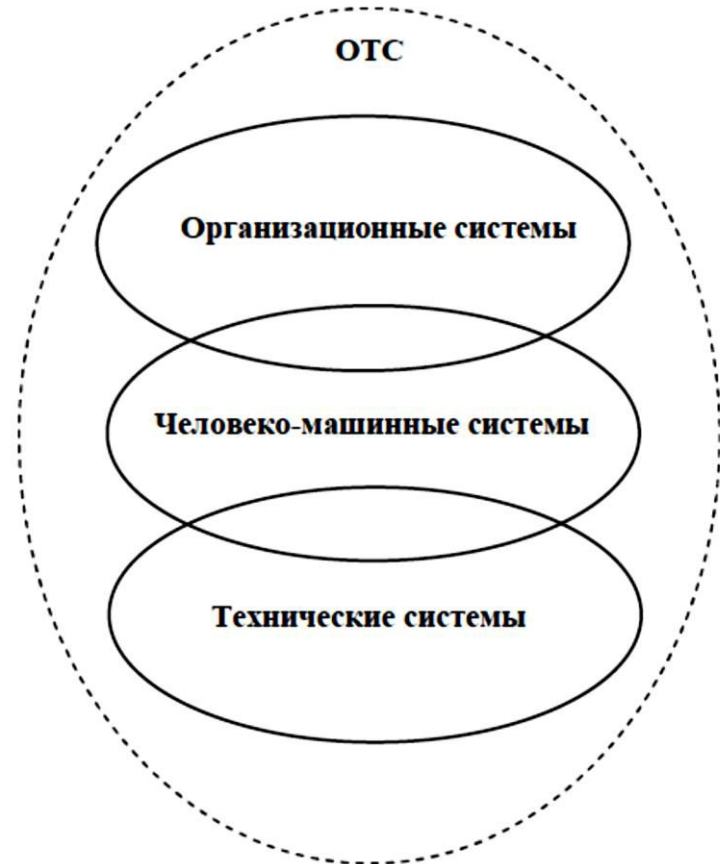 ОТС
Организационные системы
Человеко-машинные системы
Технические системы